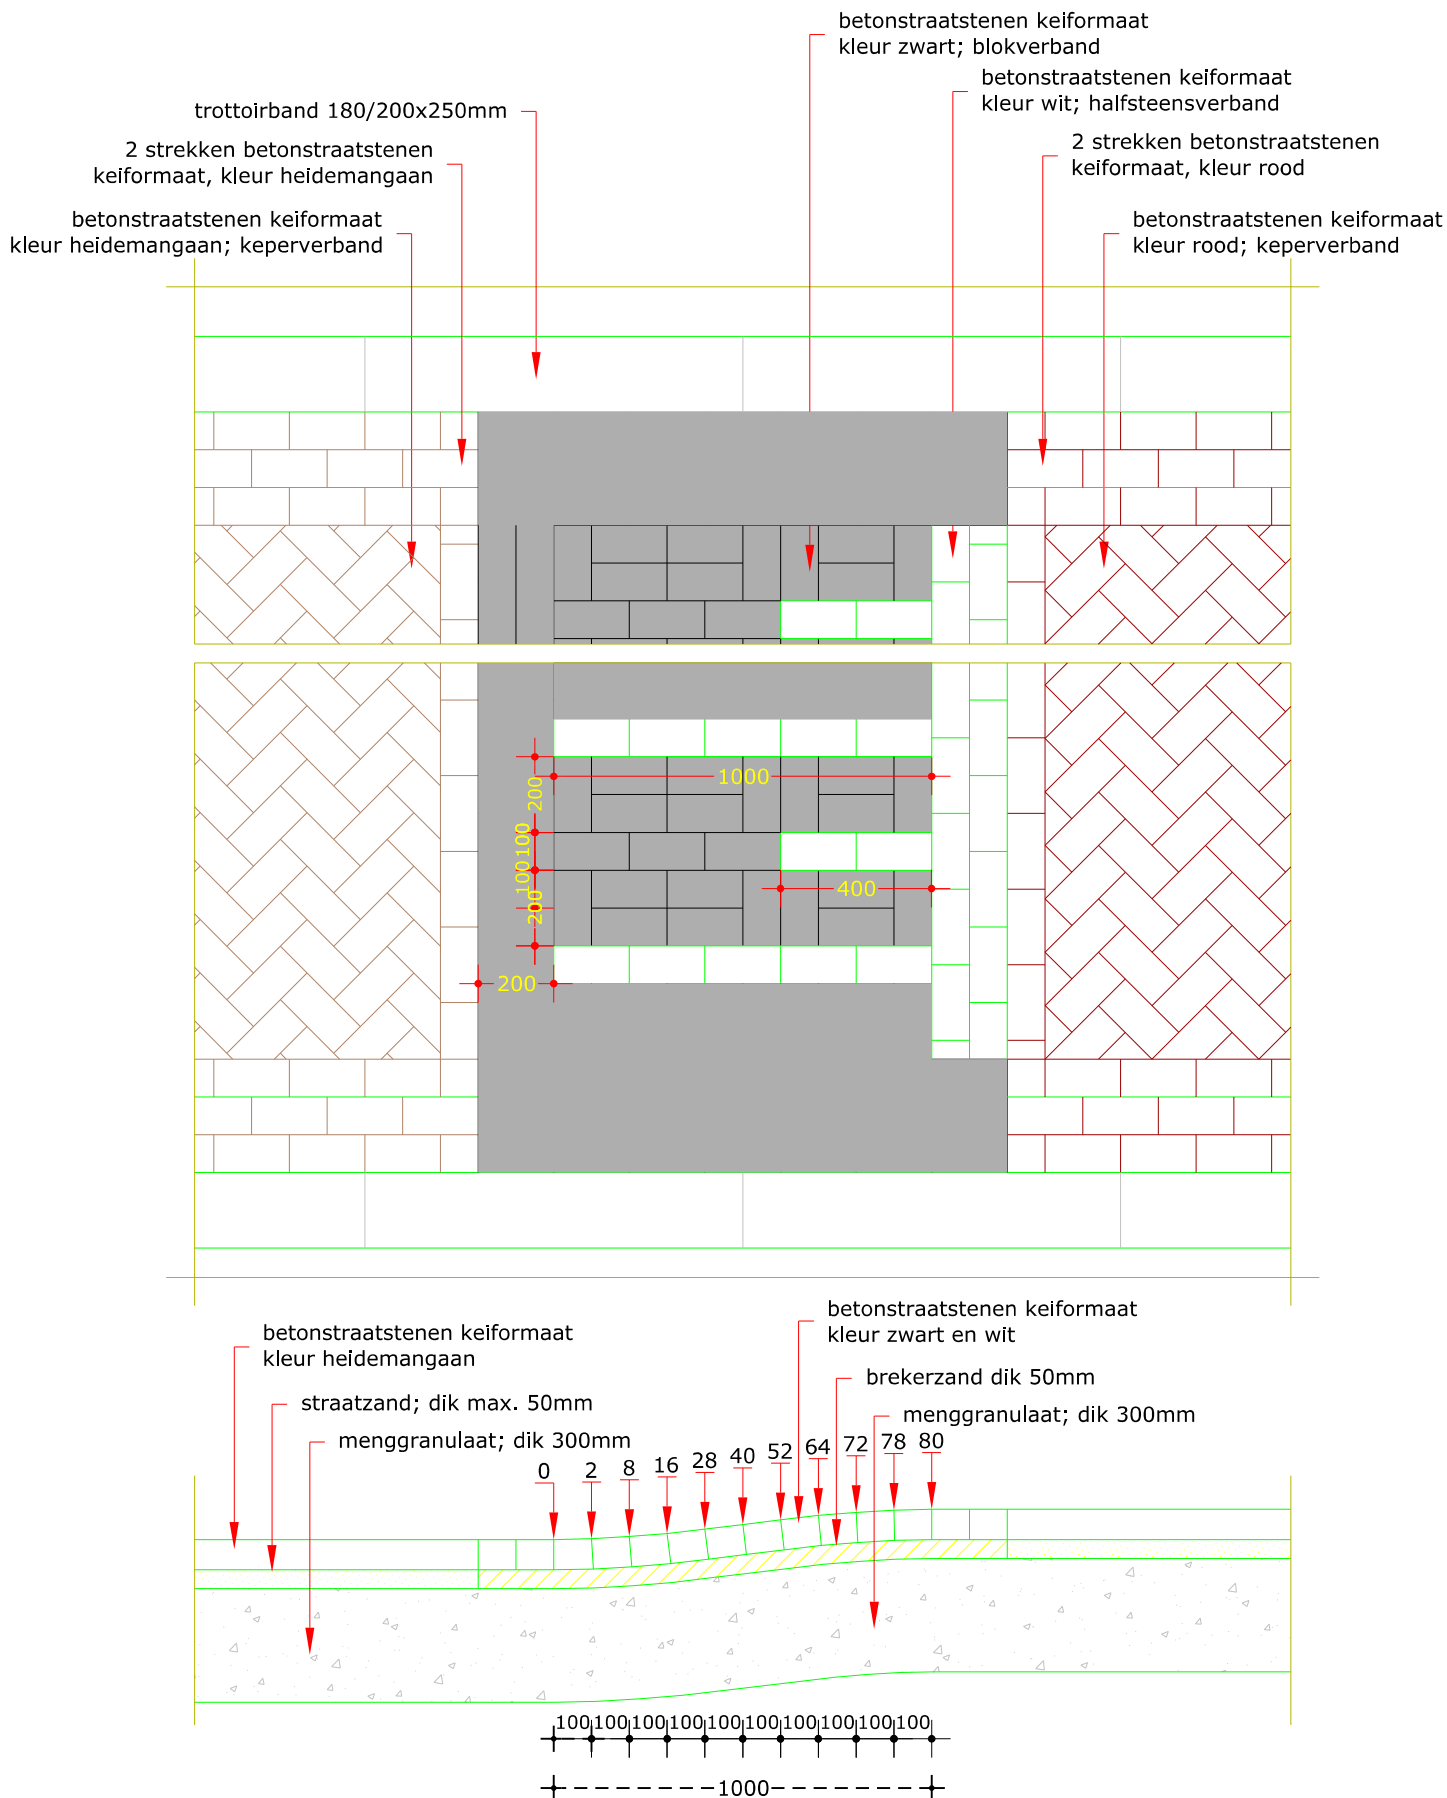 betonstraatstenen keiformaat
kleur zwart; blokverband
betonstraatstenen keiformaat
kleur wit; halfsteensverband
trottoirband 180/200x250mm
2 strekken betonstraatstenen
keiformaat, kleur heidemangaan
2 strekken betonstraatstenen
keiformaat, kleur rood
betonstraatstenen keiformaat
kleur heidemangaan; keperverband
betonstraatstenen keiformaat
kleur rood; keperverband
1000
200
100
100
200
400
200
betonstraatstenen keiformaat
kleur zwart en wit
betonstraatstenen keiformaat
kleur heidemangaan
brekerzand dik 50mm
straatzand; dik max. 50mm
menggranulaat; dik 300mm
menggranulaat; dik 300mm
0 2 8 16 28 40 52 64 72 78 80
100 100 100 100 100 100 100 100 100 100
1000